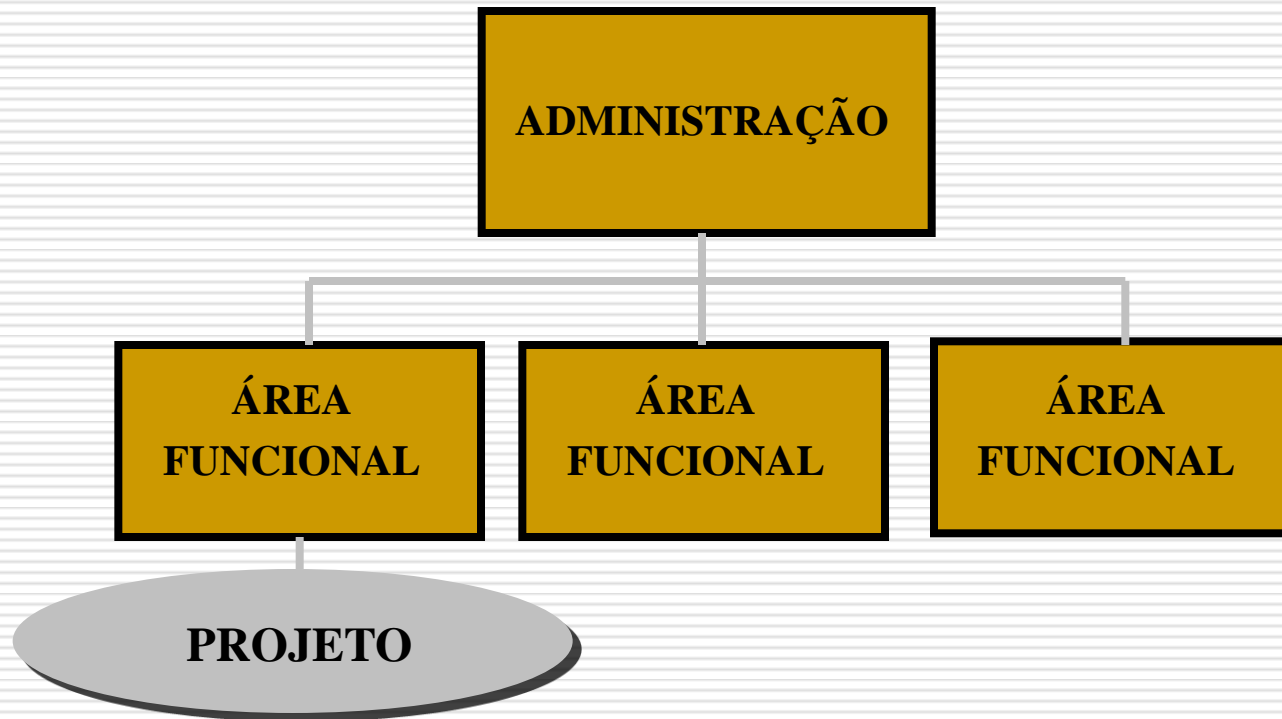 ADMINISTRAÇÃO
ÁREA
FUNCIONAL
ÁREA
FUNCIONAL
ÁREA
FUNCIONAL
PROJETO